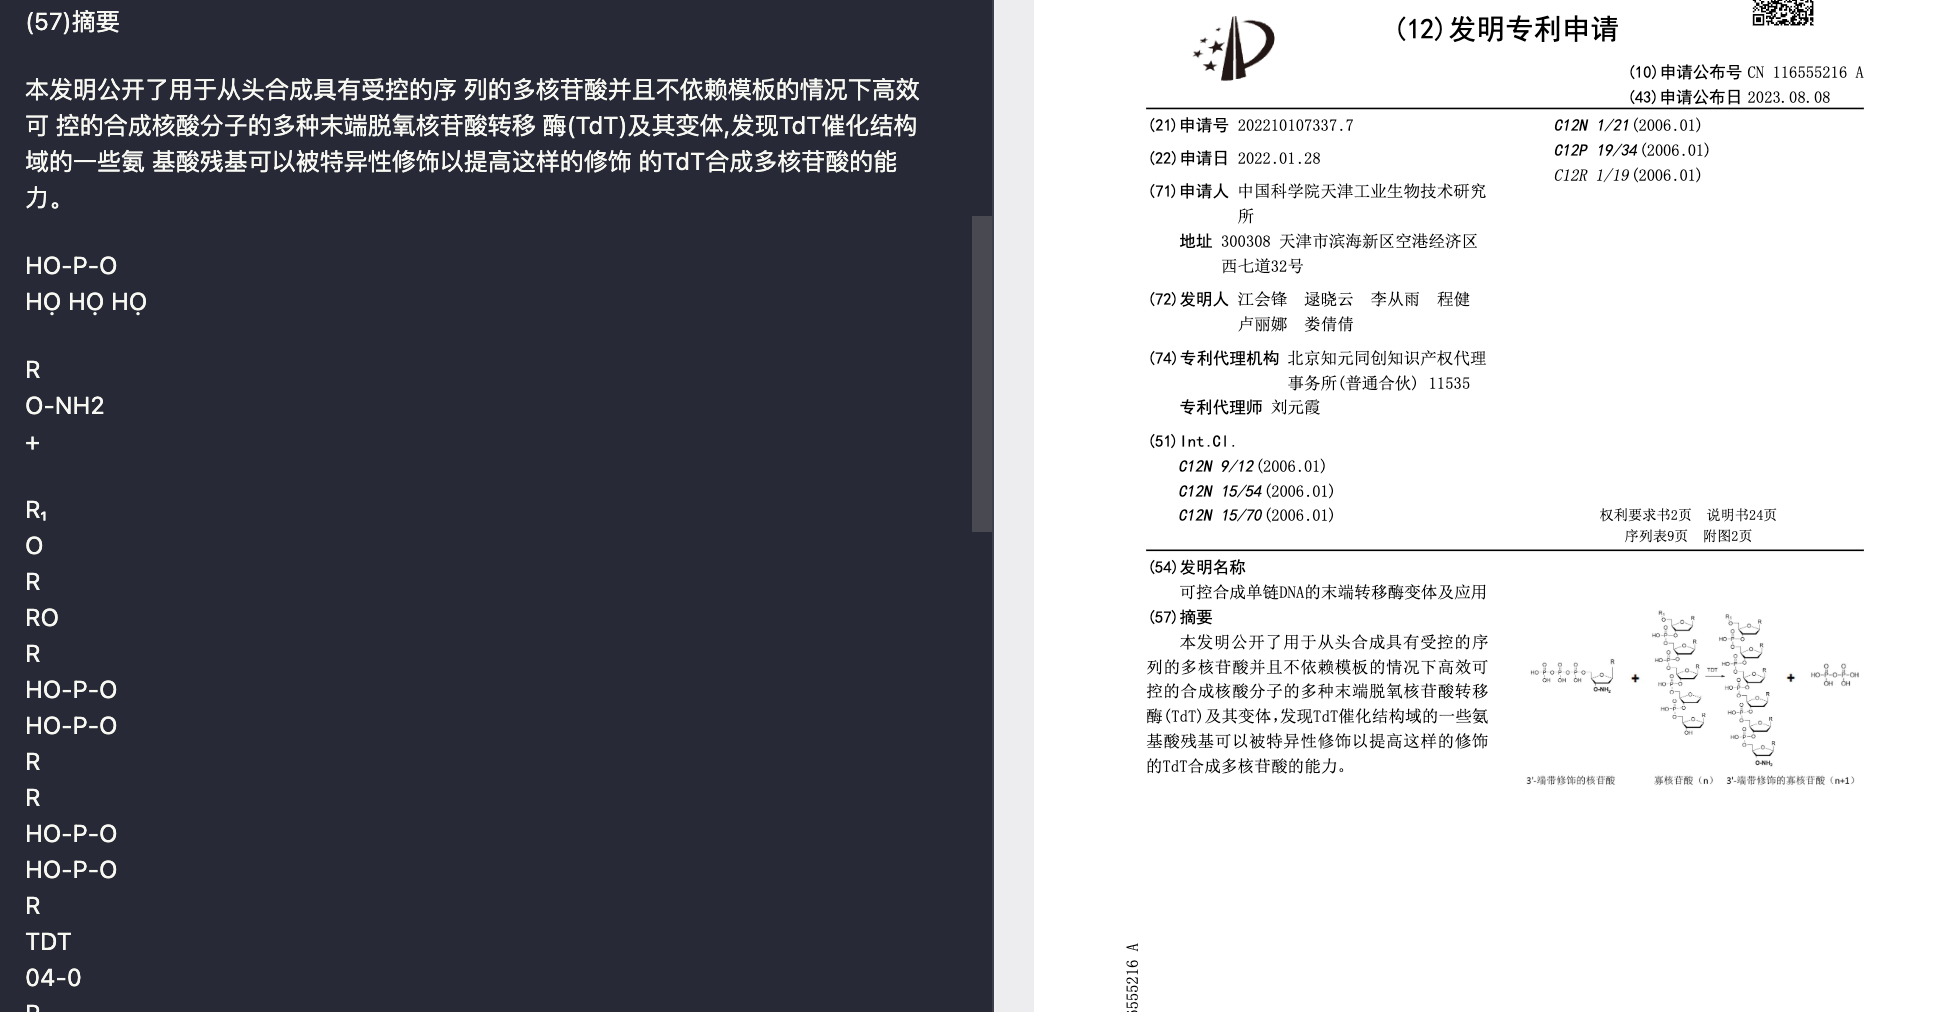 (57)摘要
本发明公开了用于从头合成具有受控的序 列的多核苷酸并且不依赖模板的情况下高效
可 控的合成核酸分子的多种末端脱氧核苷酸转移 酶(TdT)及其变体,发现TdT催化结构
域的一些氨 基酸残基可以被特异性修饰以提高这样的修饰 的TdT合成多核苷酸的能
力。
HO-P-O
HỌ HỌ HỌ
R
O-NH2
+
R₁
O
R
RO
R
HO-P-O
HO-P-O
R
R
HO-P-O
HO-P-O
R
TDT
04-0
(12)发明专利申请
(10)申请公布号 CN 116555216 A
(43)申请公布日 2023.08.08
(21)申请号 202210107337.7
(22)申请日 2022.01.28
(71)申请人 中国科学院天津工业生物技术研究
所
地址 300308 天津市滨海新区空港经济区
西七道32号
(72)发明人 江会锋 逯晓云 李从雨 程健
卢丽娜 娄倩倩
(74)专利代理机构 北京知元同创知识产权代理
事务所(普通合伙) 11535
专利代理师 刘元霞
(51)Int.Cl.
C12N 9/12(2006.01)
C12N 15/54(2006.01)
C12N 15/70(2006.01)
C12N 1/21(2006.01)
C12P 19/34(2006.01)
C12R 1/19(2006.01)
权利要求书2页 说明书24页
序列表9页 附图2页
(54)发明名称
可控合成单链DNA的末端转移酶变体及应用
(57)摘要
本发明公开了用于从头合成具有受控的序
列的多核苷酸并且不依赖模板的情况下高效可
控的合成核酸分子的多种末端脱氧核苷酸转移
酶(TdT)及其变体,发现TdT催化结构域的一些氨
基酸残基可以被特异性修饰以提高这样的修饰
的TdT合成多核苷酸的能力。
TDT
O-NH₂
O-NH₂
3'-端带修饰的核苷酸 寡核苷酸（n） 3'-端带修饰的寡核苷酸（n+1）
5555216 A